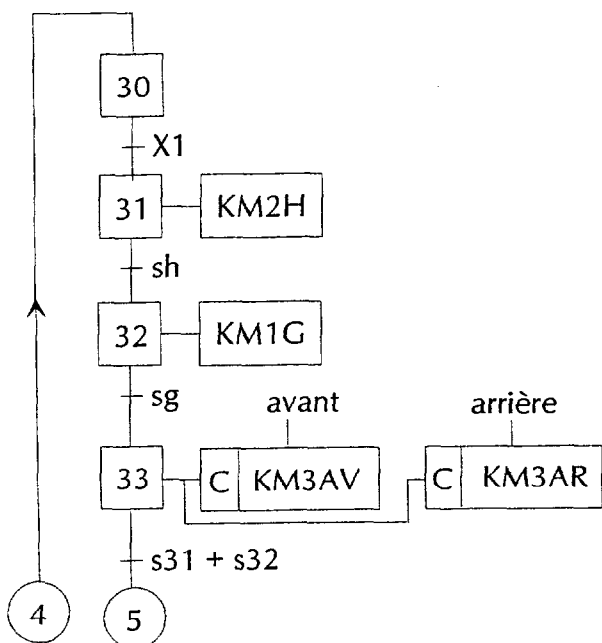 30
X1
31 KM2H
sh
32 KM1G
sg
avant arrière
33 C KM3AV C KM3AR
s31 + s32
4 5